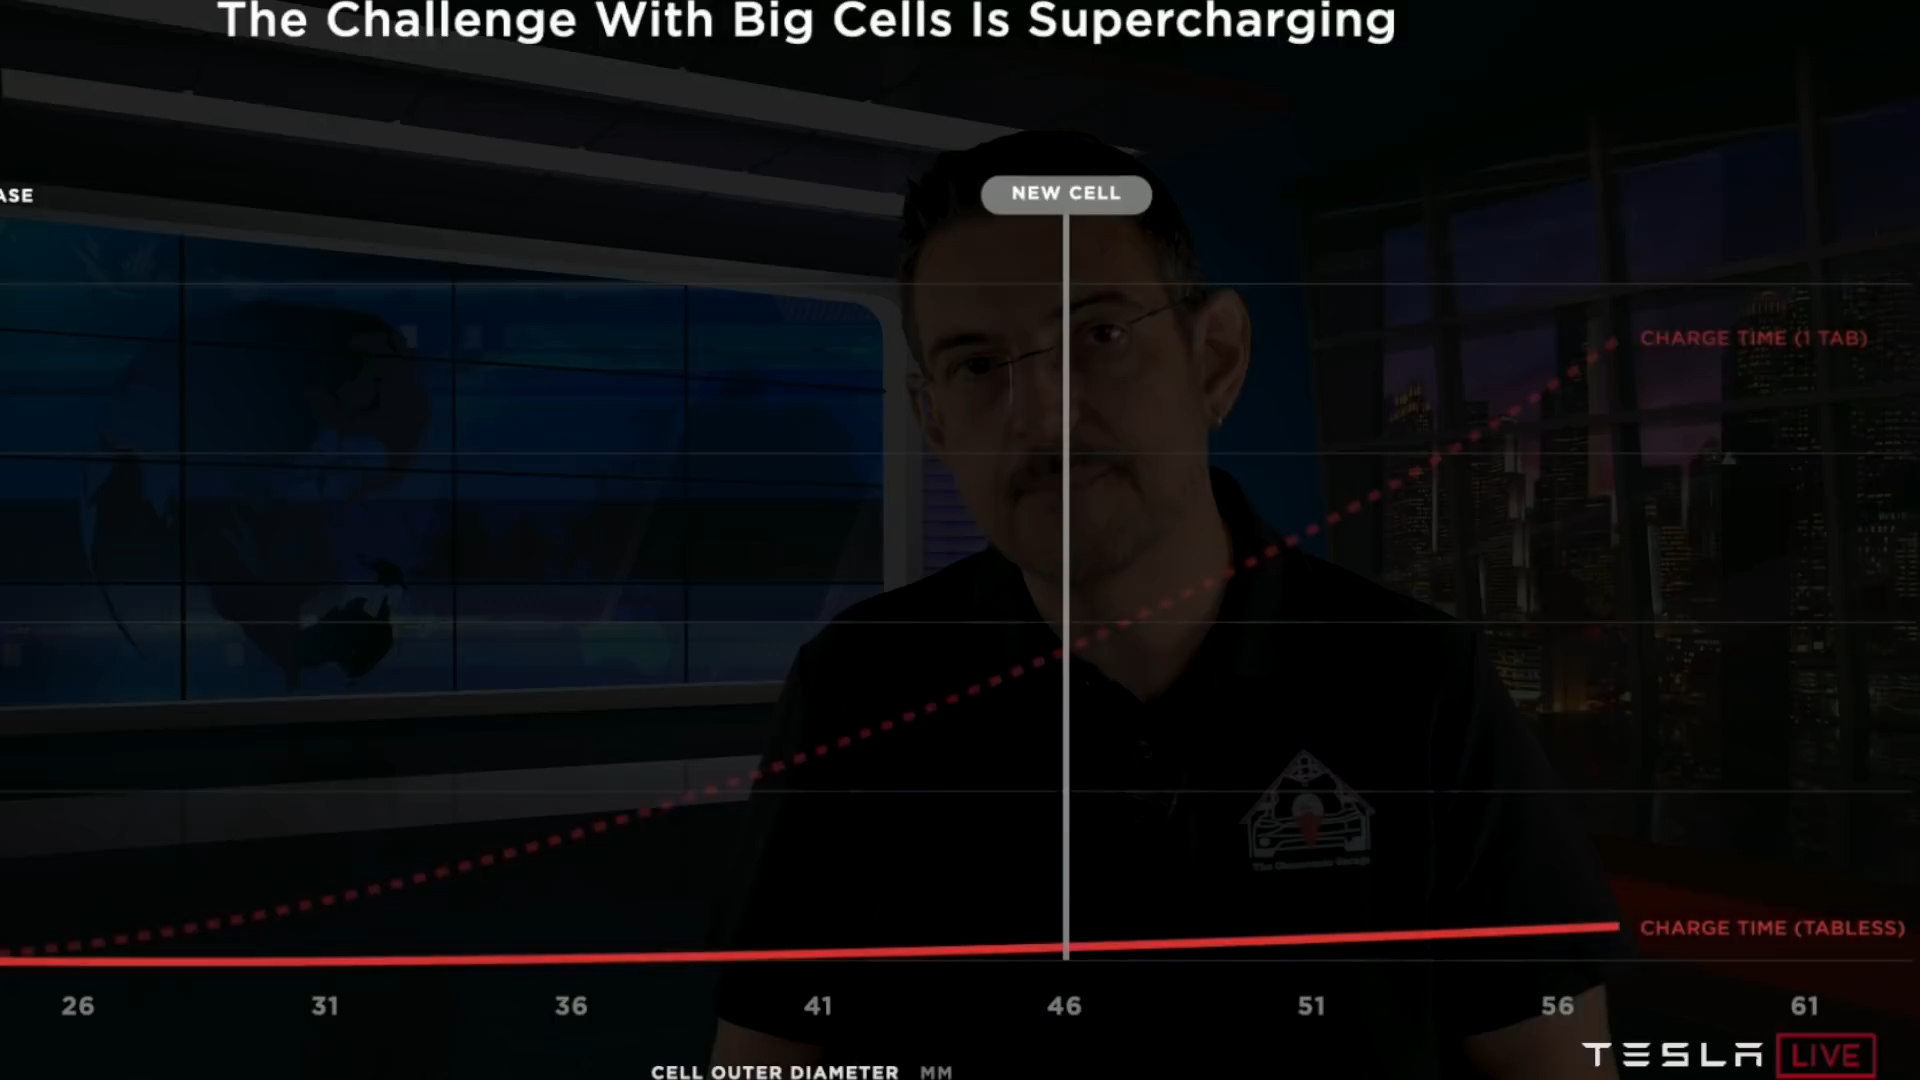 The Challenge With Big Cells Is Supercharging
ASE
NEW CELL
CHARGE TIME (1 TAB)
CHARGE TIME (TABLESS)
26 31 36 41 46 51 56 61
CELL OUTER DIAMETER MM
TESLA LIVE